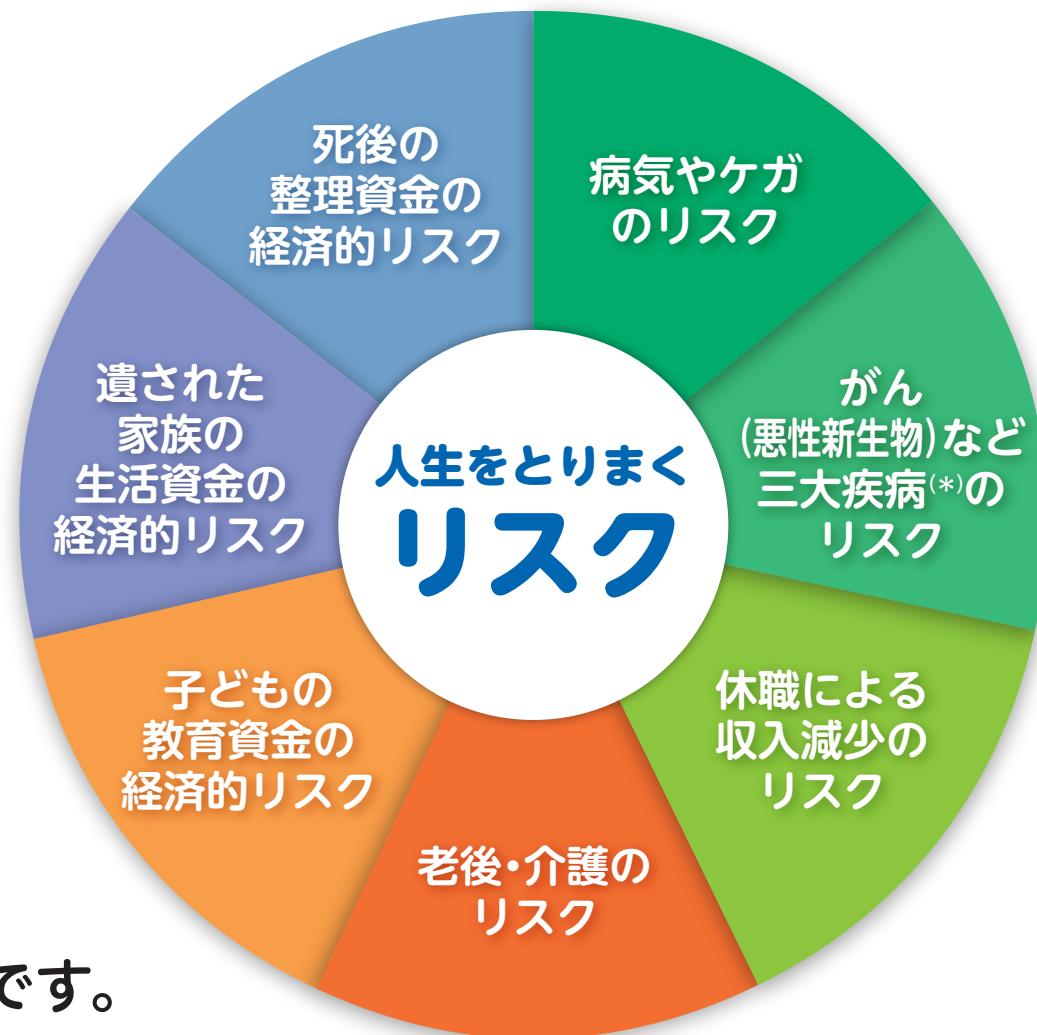 人生をとりまく
リスク
病気やケガ
のリスク
がん
(悪性新生物)など
三大疾病(*)の
リスク
休職による
収入減少の
リスク
老後・介護の
リスク
子どもの
教育資金の
経済的リスク
遺された
家族の
生活資金の
経済的リスク
死後の
整理資金の
経済的リスク
です。